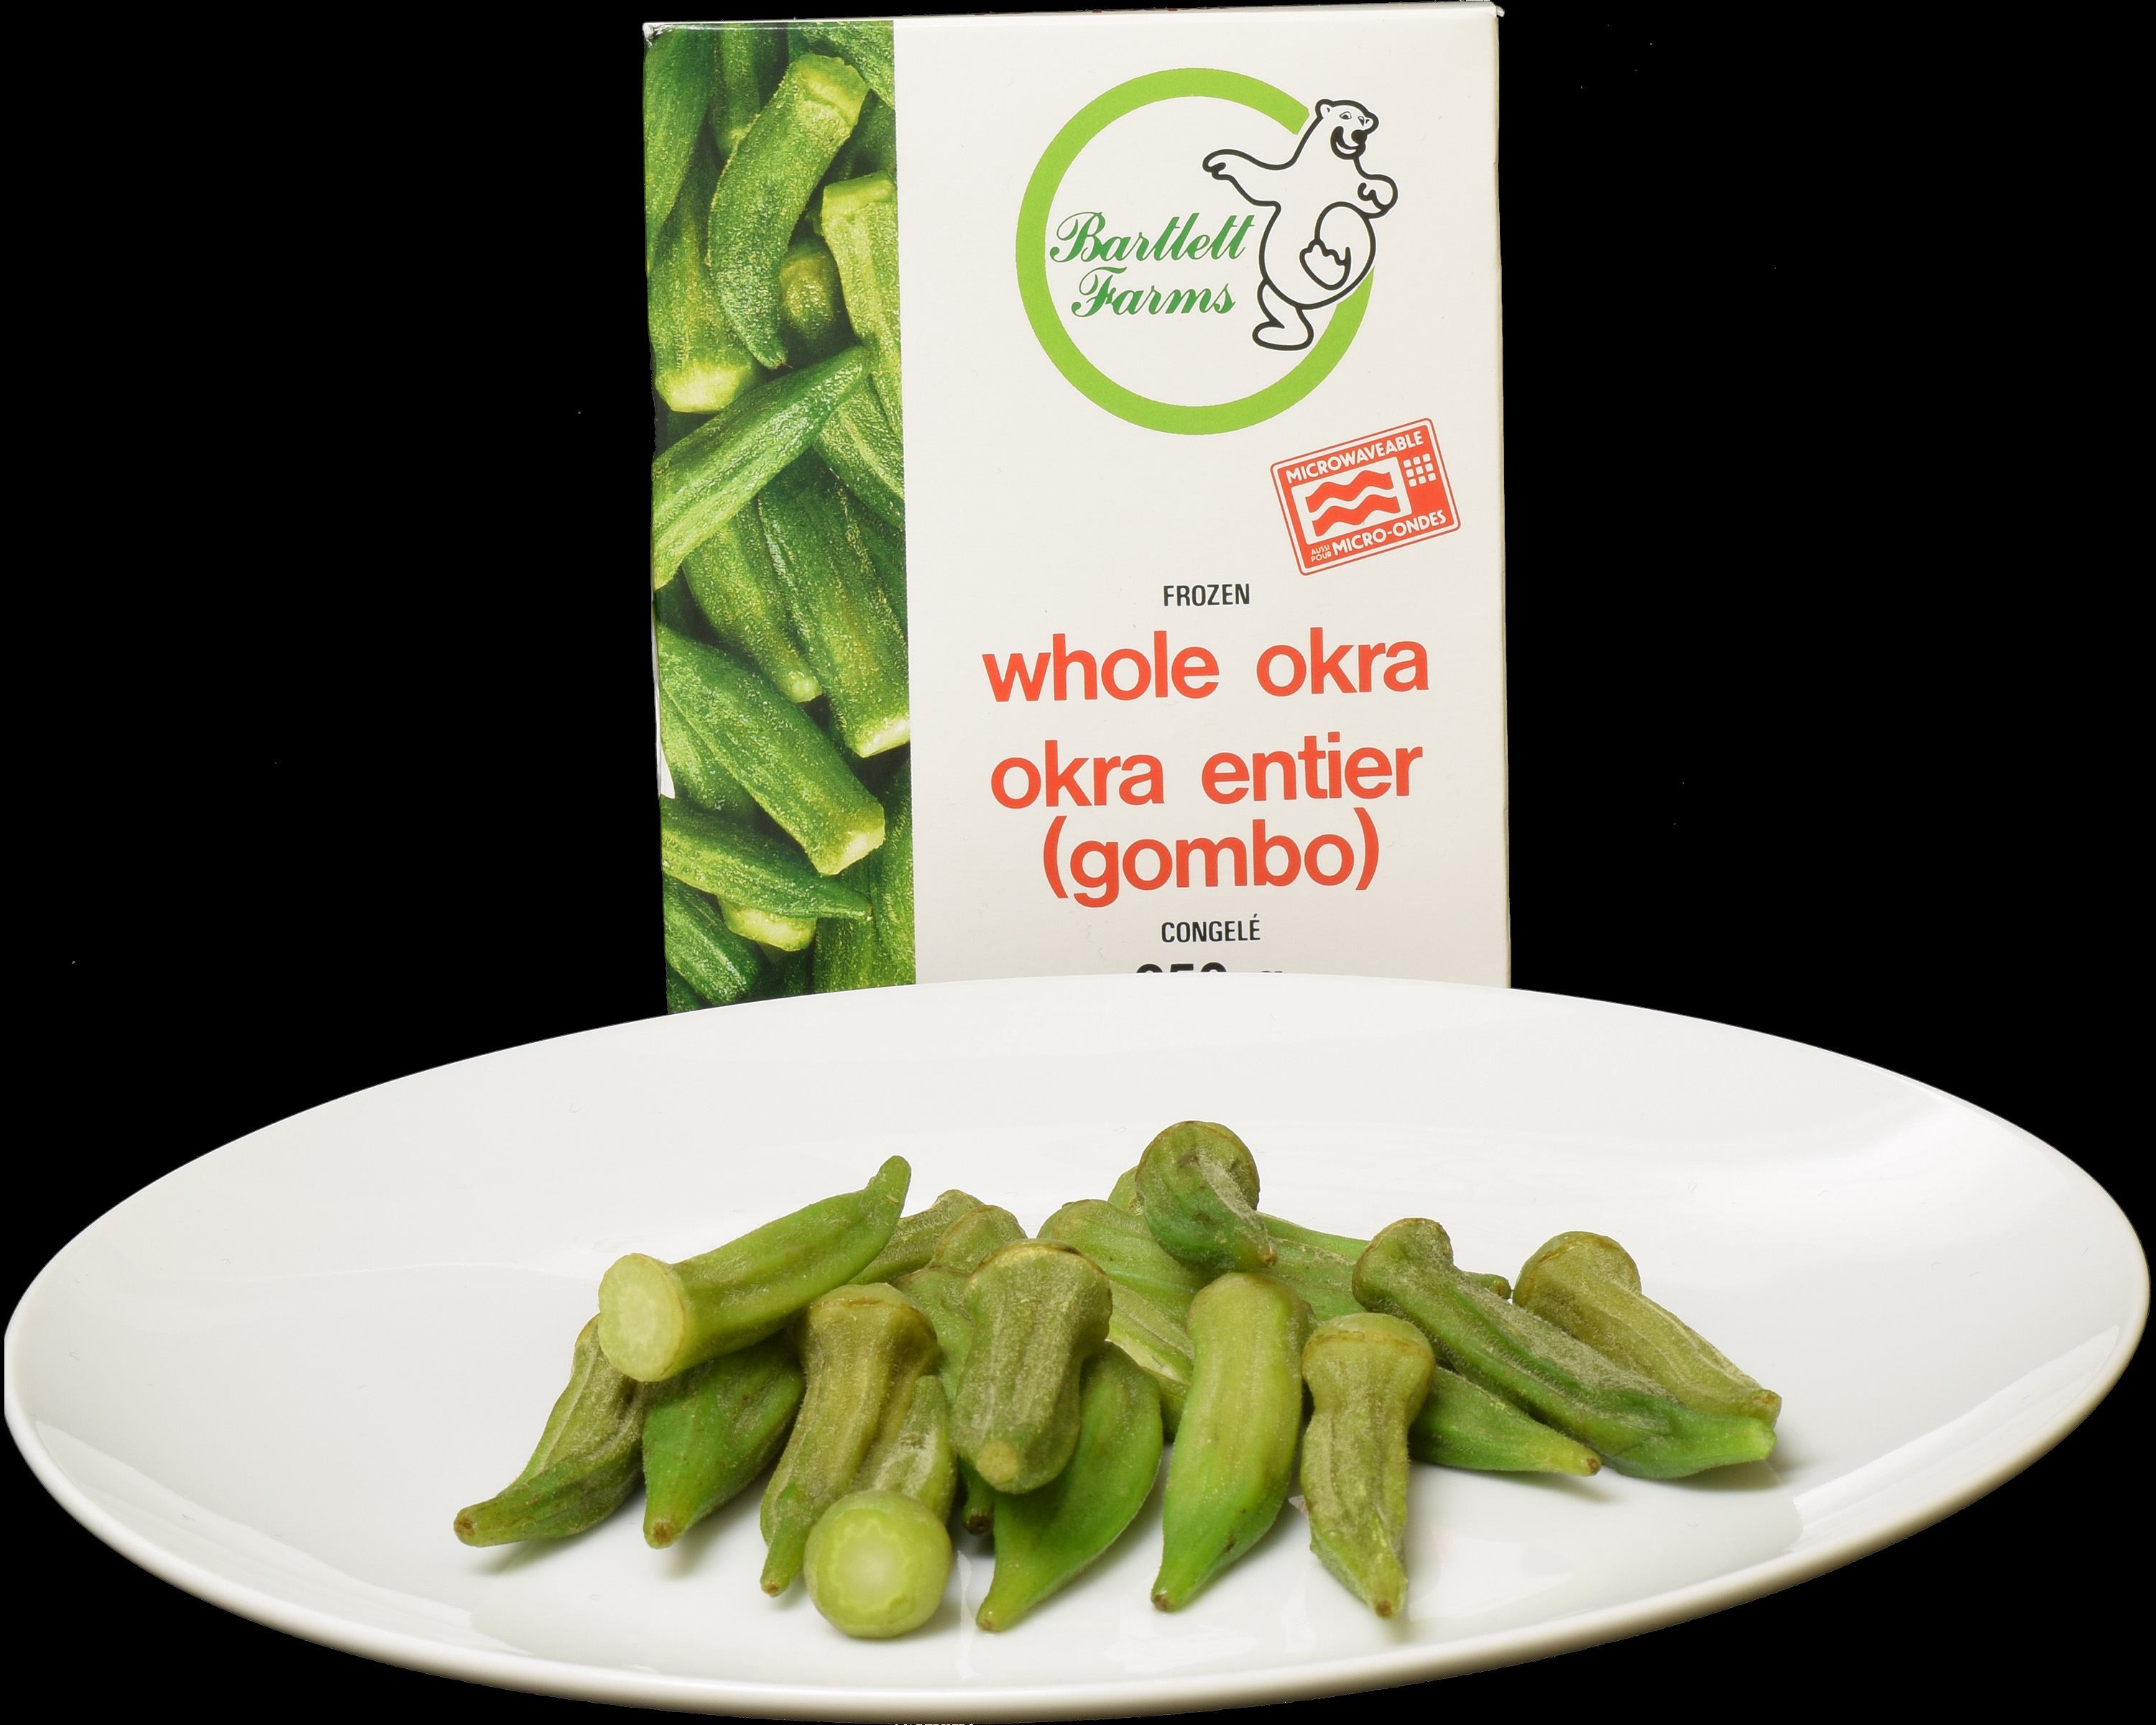 Bartlett
Farms
MICROWAVEABLE
AUSSI
POUR MICRO-ONDES
FROZEN
whole okra
okra entier
(gombo)
CONGELÉ